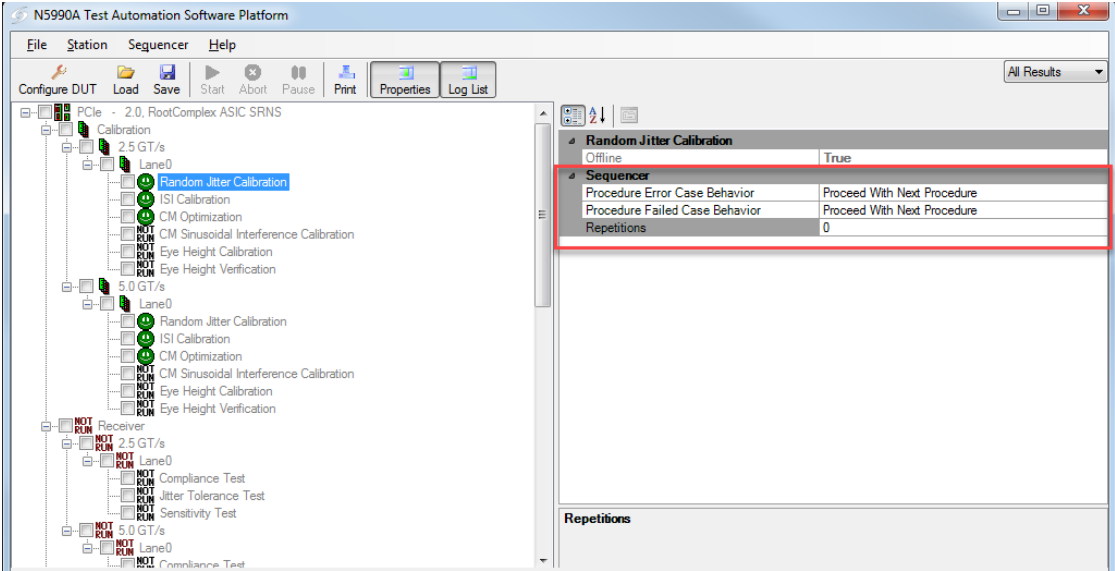 N5990A Test Automation Software Platform
File Station Sequencer Help
Configure DUT Load Save Start Abort Pause Print Properties Log List All Results
PCIe - 2.0, RootComplex ASIC SRNS
Calibration
2.5 GT/s
Lane0
Random Jitter Calibration
ISI Calibration
CM Optimization
NOT RUN CM Sinusoidal Interference Calibration
NOT RUN Eye Height Calibration
NOT RUN Eye Height Verification
5.0 GT/s
Lane0
Random Jitter Calibration
ISI Calibration
CM Optimization
NOT RUN CM Sinusoidal Interference Calibration
NOT RUN Eye Height Calibration
NOT RUN Eye Height Verification
NOT RUN Receiver
NOT RUN 2.5 GT/s
NOT RUN Lane0
NOT RUN Compliance Test
NOT RUN Jitter Tolerance Test
NOT RUN Sensitivity Test
NOT RUN 5.0 GT/s
NOT RUN Lane0
NOT RUN Compliance Test
Random Jitter Calibration
Offline True
Sequencer
Procedure Error Case Behavior Proceed With Next Procedure
Procedure Failed Case Behavior Proceed With Next Procedure
Repetitions 0
Repetitions